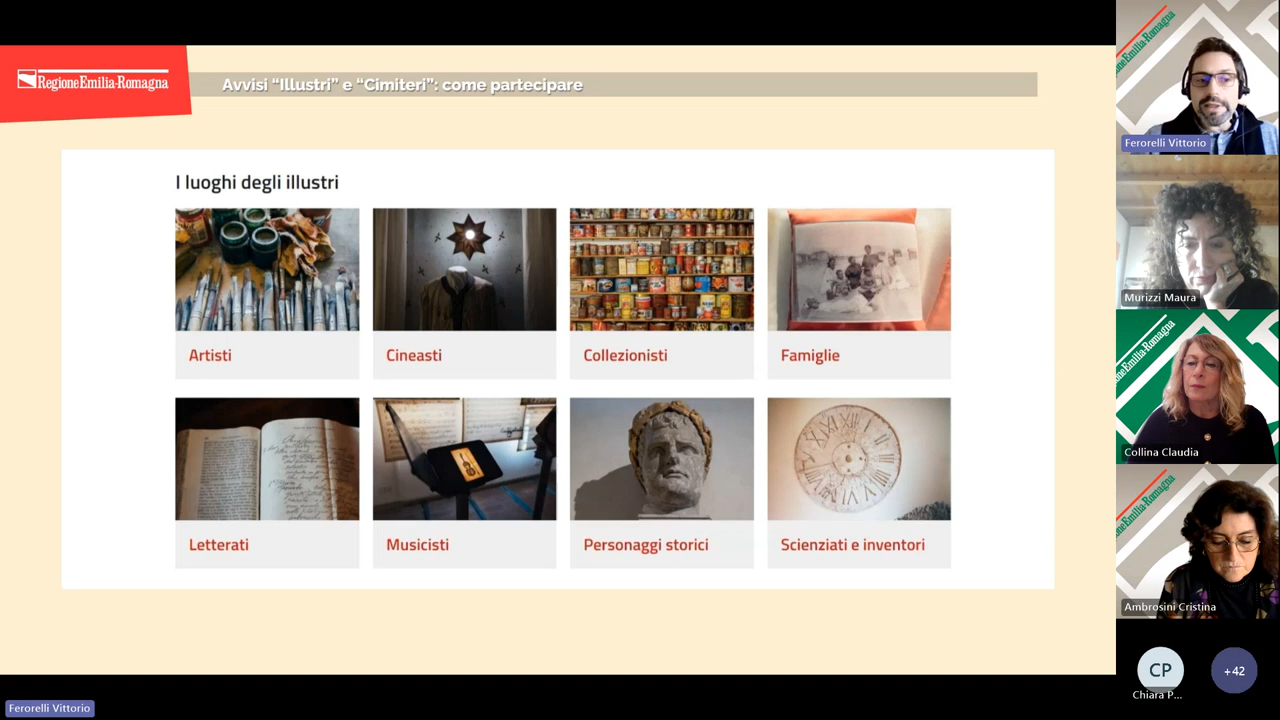 RegioneEmilia-Romagna
Avvisi “Illustri” e “Cimiteri”: come partecipare
I luoghi degli illustri
Artisti
Cineasti
Collezionisti
Famiglie
Letterati
Musicisti
Personaggi storici
Scienziati e inventori
Ferorelli Vittorio
Murizzi Maura
Collina Claudia
Ambrosini Cristina
CP
Chiara P...
+42
Ferorelli Vittorio